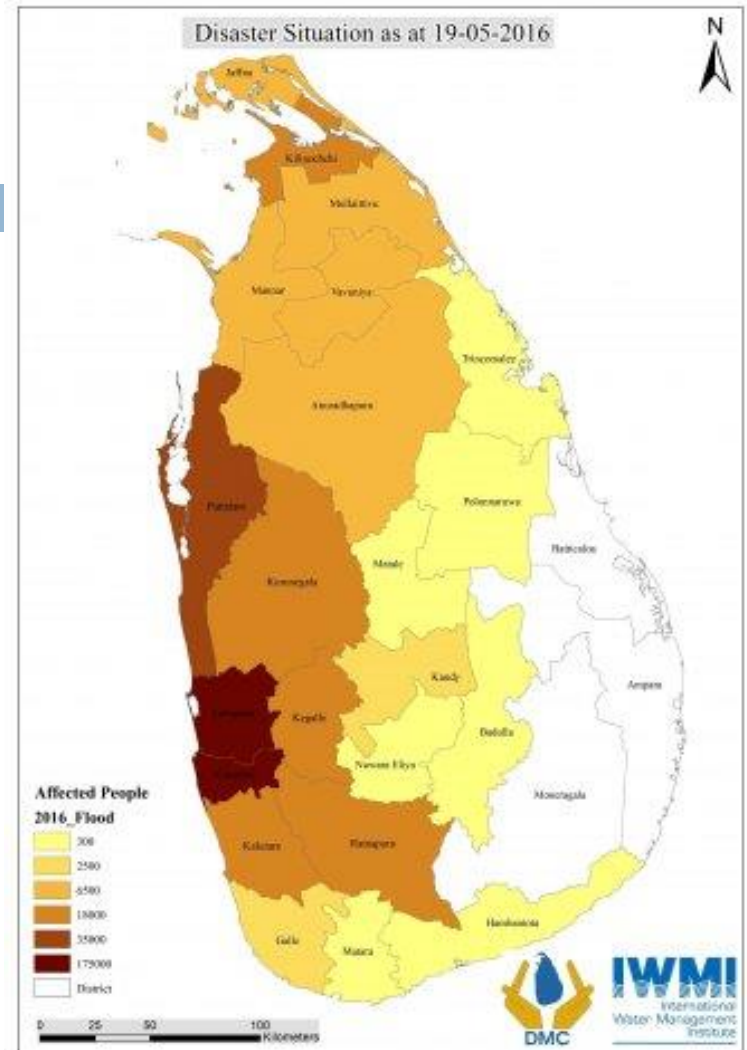 Disaster Situation as at 19-05-2016
N
Jaffna
Kilinochchi
Mullaitivu
Mannar
Vavuniya
Trincomalee
Anuradhapura
Puttalam
Polonnaruwa
Batticaloa
Matale
Kurunegala
Kandy
Ampara
Kegalle
Badulla
Nuwara Eliya
Moneragala
Kalutara
Ratnapura
Galle
Matara
Hambantota
Affected People
2016_Flood
300
2500
6500
18000
35000
175000
District
0 25 50 100
Kilometers
DMC
IWMI
International
Water Management
Institute